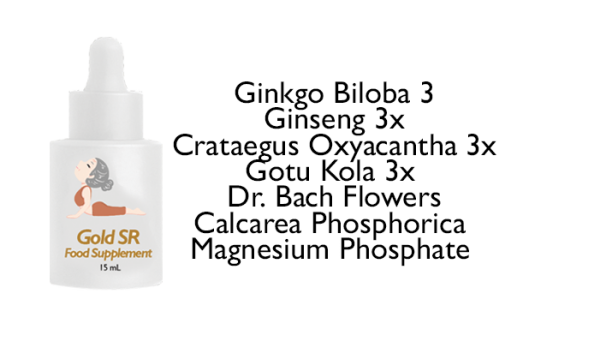 Gold SR
Food Supplement
15 mL
Ginkgo Biloba 3
Ginseng 3x
Crataegus Oxyacantha 3x
Gotu Kola 3x
Dr. Bach Flowers
Calcarea Phosphorica
Magnesium Phosphate